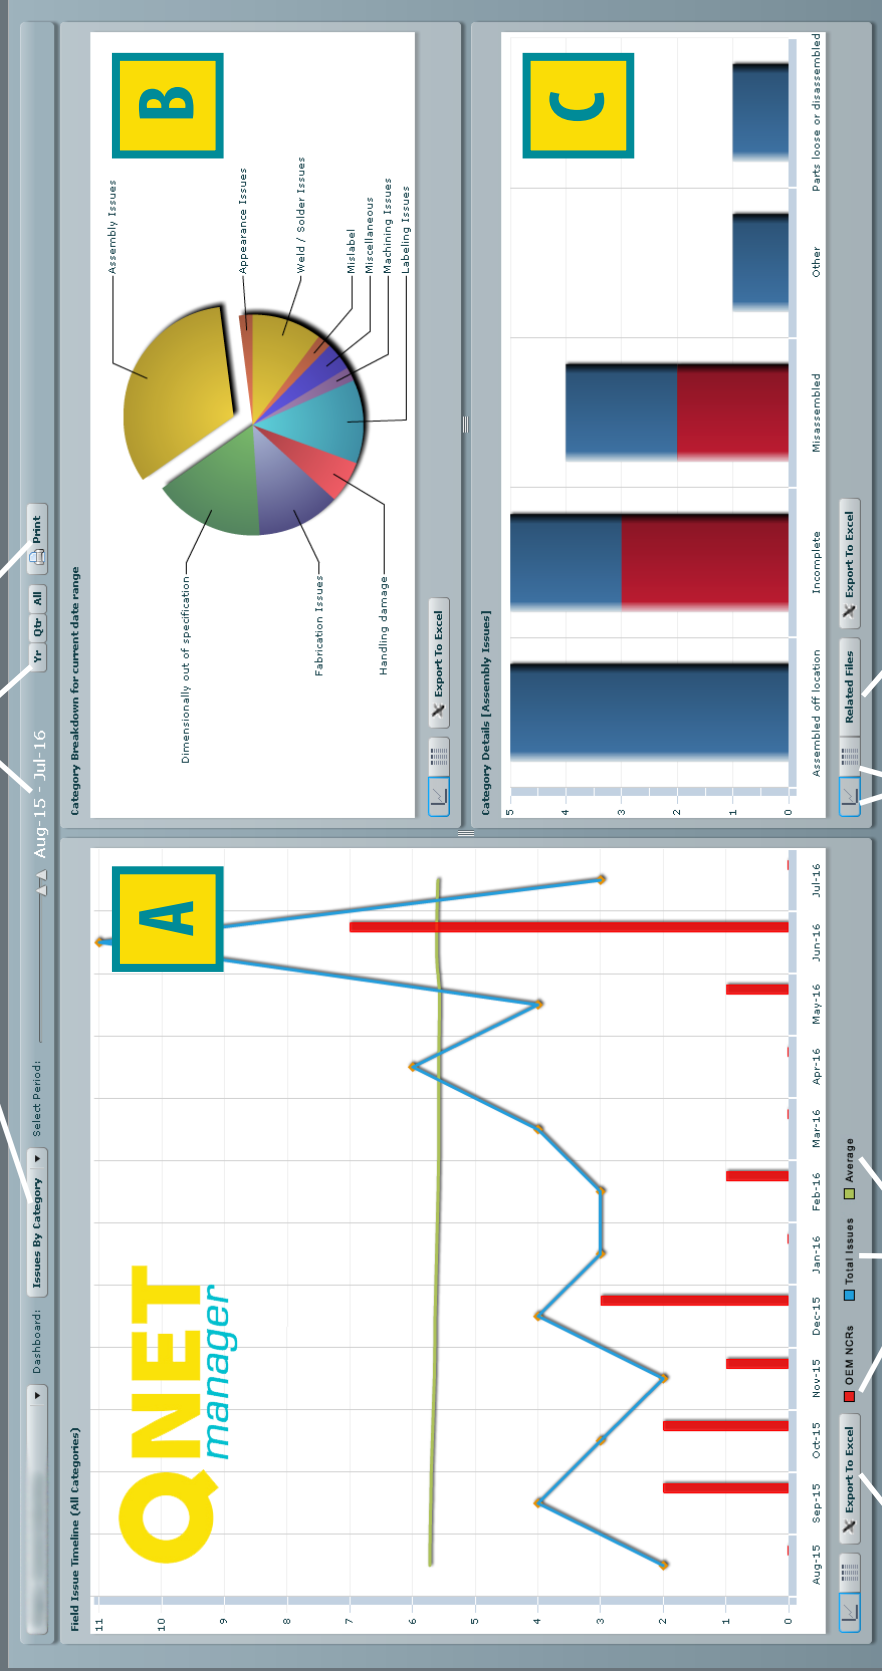 Dashboard:
Issues By Category
Select Period:
Aug-15 - Jul-16
Yr
Qtr
All
Print
Field Issue Timeline (All Categories)
QNET
manager
A
11
10
9
8
7
6
5
4
3
2
1
0
Aug-15
Sep-15
Oct-15
Nov-15
Dec-15
Jan-16
Feb-16
Mar-16
Apr-16
May-16
Jun-16
Jul-16
Export To Excel
OEM NCRs
Total Issues
Average
Category Breakdown for current date range
B
Assembly Issues
Appearance Issues
Weld / Solder Issues
Mislabel
Miscellaneous
Machining Issues
Labeling Issues
Dimensionally out of specification
Fabrication Issues
Handling damage
Export To Excel
Category Details [Assembly Issues]
C
5
4
3
2
1
0
Assembled off location
Incomplete
Misassembled
Other
Parts loose or disassembled
Related Files
Export To Excel